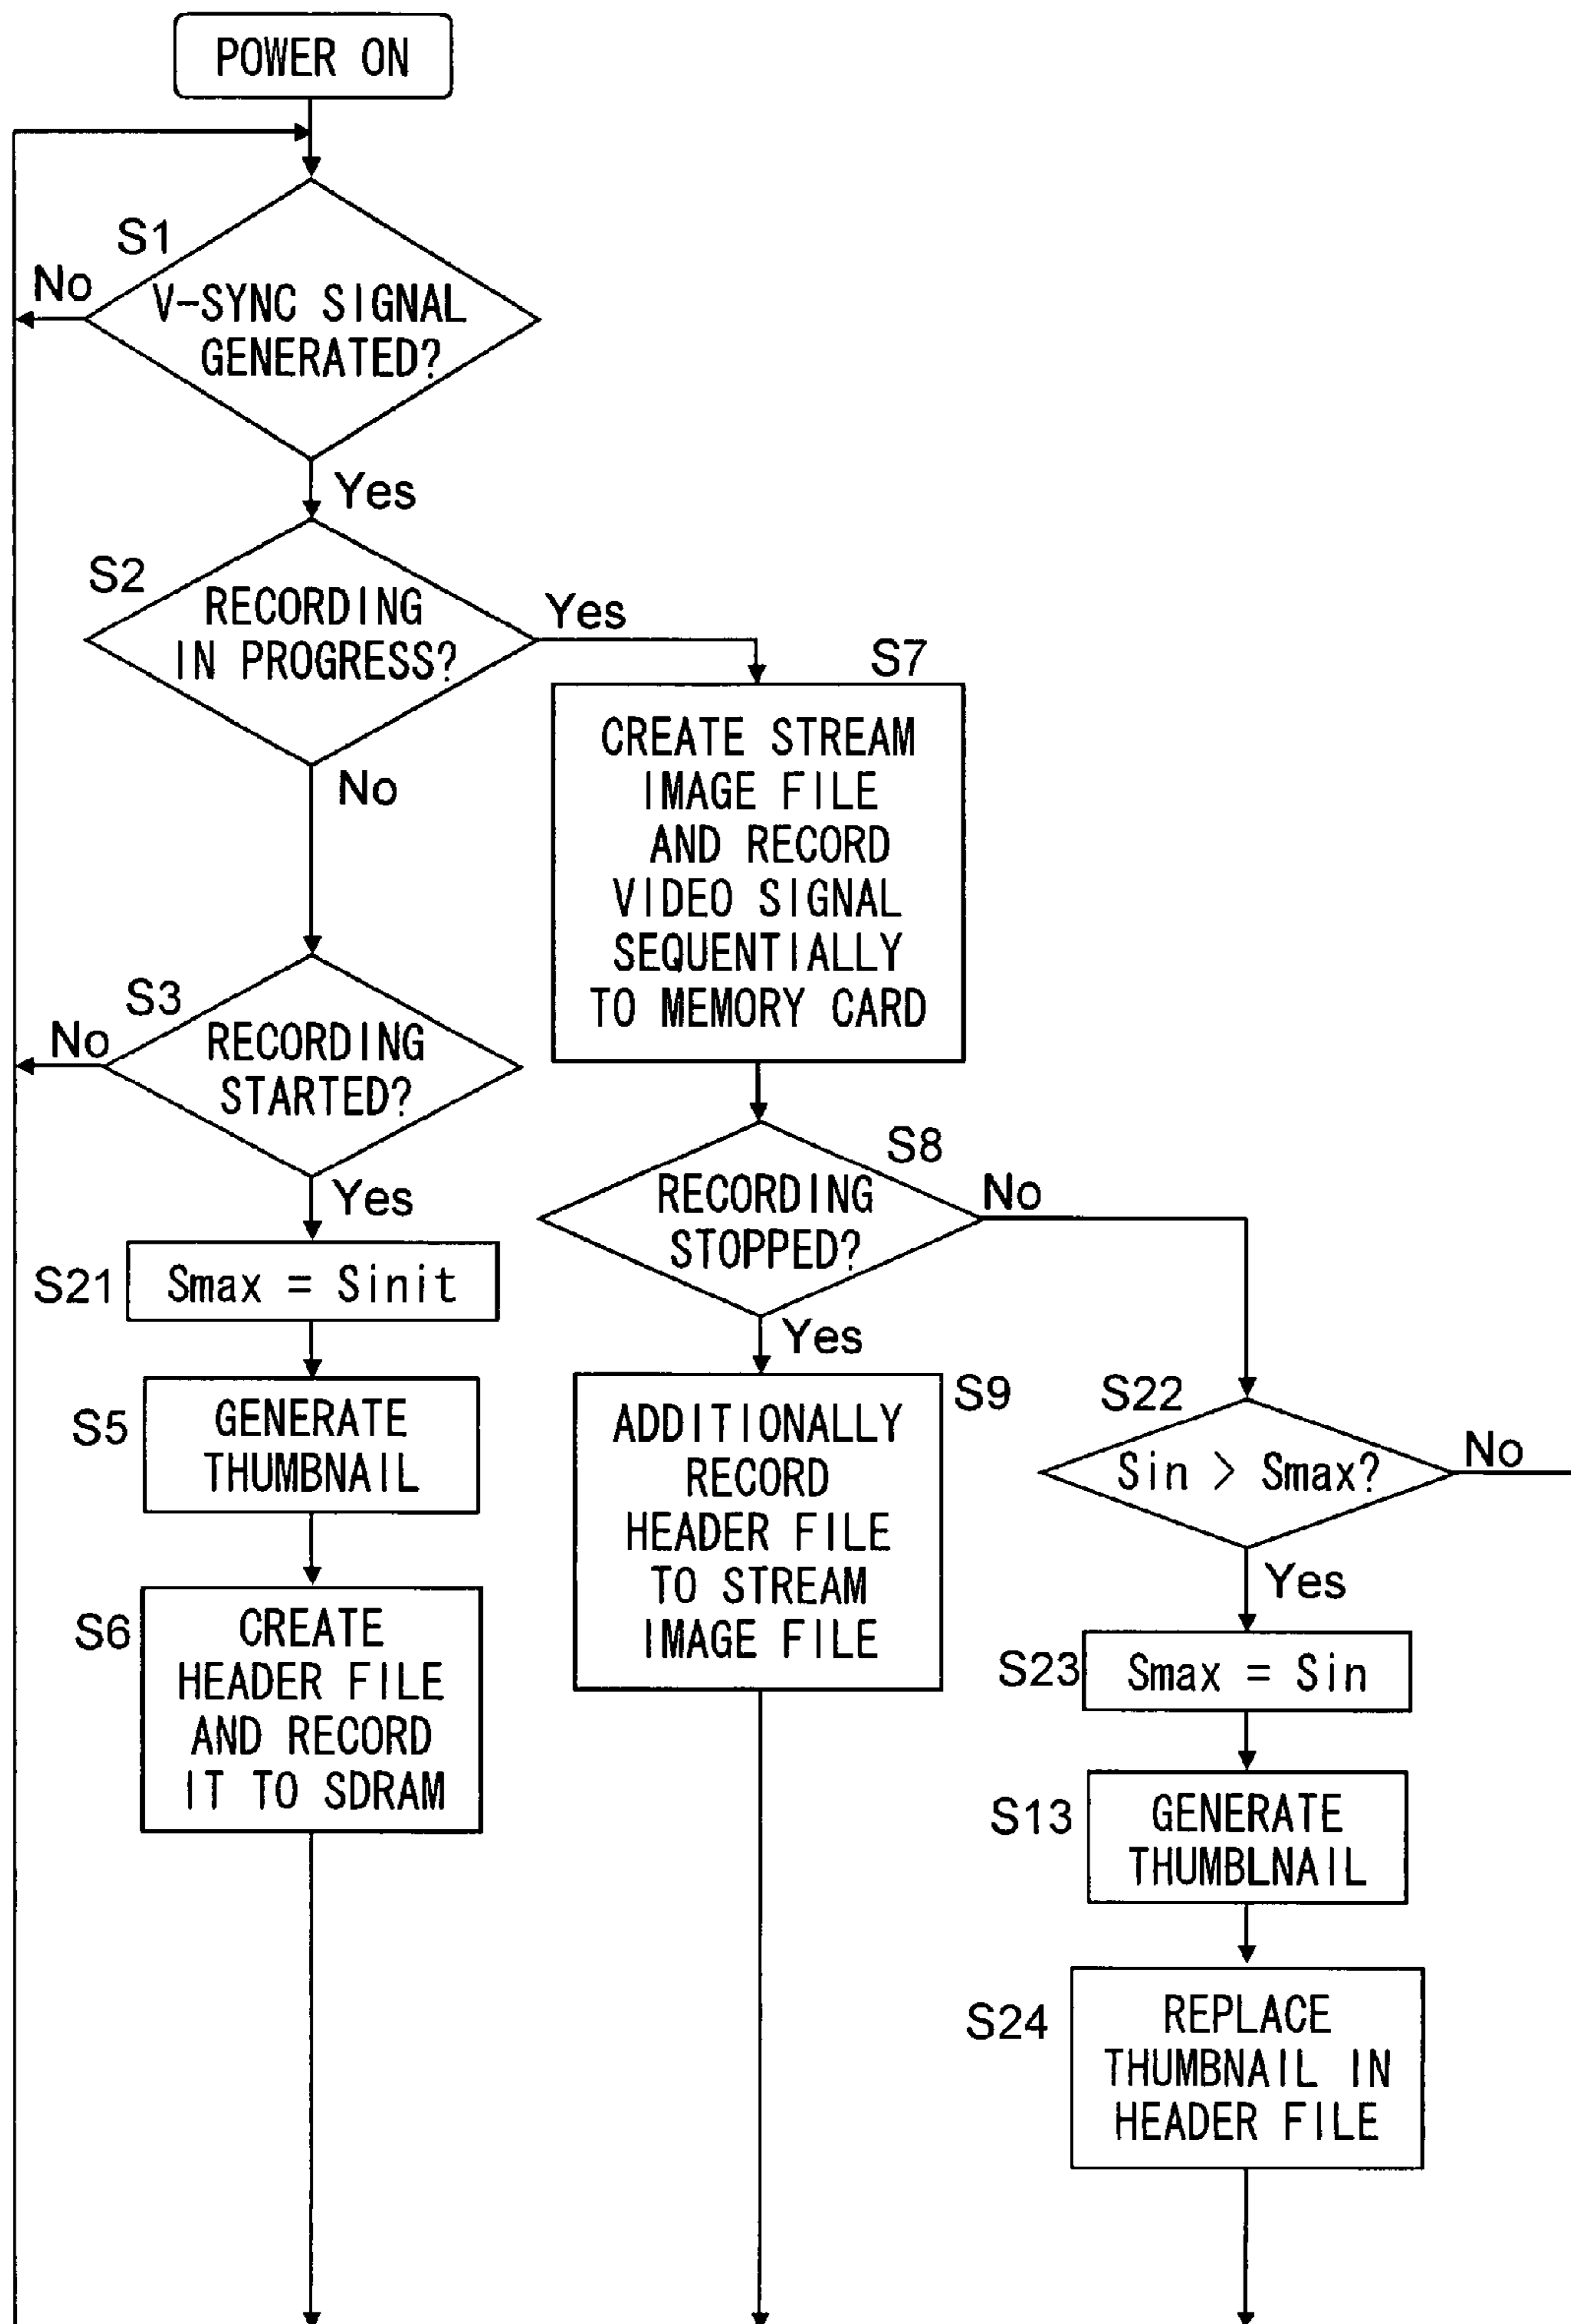 POWER ON
S1
No
V-SYNC SIGNAL
GENERATED?
Yes
S2
RECORDING
IN PROGRESS?
Yes
No
S7
CREATE STREAM
IMAGE FILE
AND RECORD
VIDEO SIGNAL
SEQUENTIALLY
TO MEMORY CARD
S3
No
RECORDING
STARTED?
Yes
S8
RECORDING
STOPPED?
No
Yes
S21
Smax = Sinit
S5
GENERATE
THUMBNAIL
S6
CREATE
HEADER FILE
AND RECORD
IT TO SDRAM
S9
ADDITIONALLY
RECORD
HEADER FILE
TO STREAM
IMAGE FILE
S22
Sin > Smax?
No
Yes
S23
Smax = Sin
S13
GENERATE
THUMBLNAIL
S24
REPLACE
THUMBNAIL IN
HEADER FILE